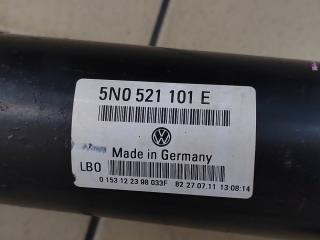 5N0 521 101 E
Made in Germany
LBO
0 153 12 23 98 033F 82 27.07.11 13:08:14